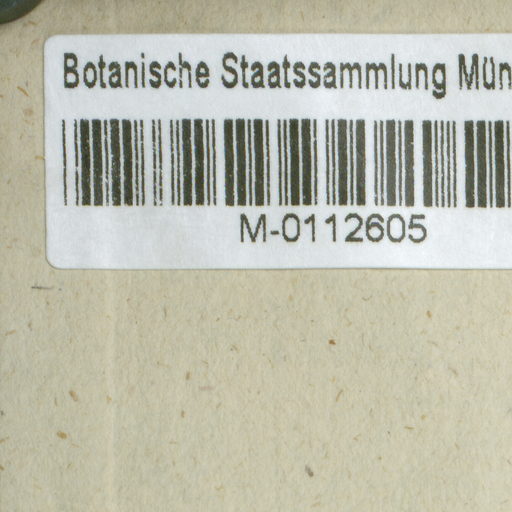 Botanische Staatssammlung Mün
M-0112605